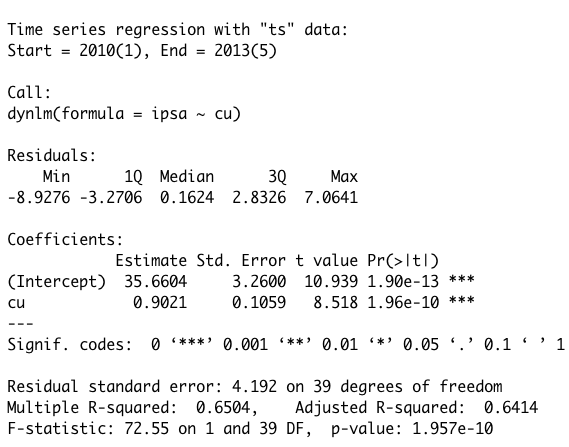 Time series regression with "ts" data:
Start = 2010(1), End = 2013(5)
Call:
dynlm(formula = ipsa ~ cu)
Residuals:
    Min      1Q  Median      3Q     Max
-8.9276 -3.2706  0.1624  2.8326  7.0641
Coefficients:
            Estimate Std. Error t value Pr(>|t|)
(Intercept)  35.6604     3.2600  10.939 1.90e-13 ***
cu            0.9021     0.1059   8.518 1.96e-10 ***
---
Signif. codes:  0 ‘***’ 0.001 ‘**’ 0.01 ‘*’ 0.05 ‘.’ 0.1 ‘ ’ 1
Residual standard error: 4.192 on 39 degrees of freedom
Multiple R-squared:  0.6504,    Adjusted R-squared:  0.6414
F-statistic: 72.55 on 1 and 39 DF,  p-value: 1.957e-10